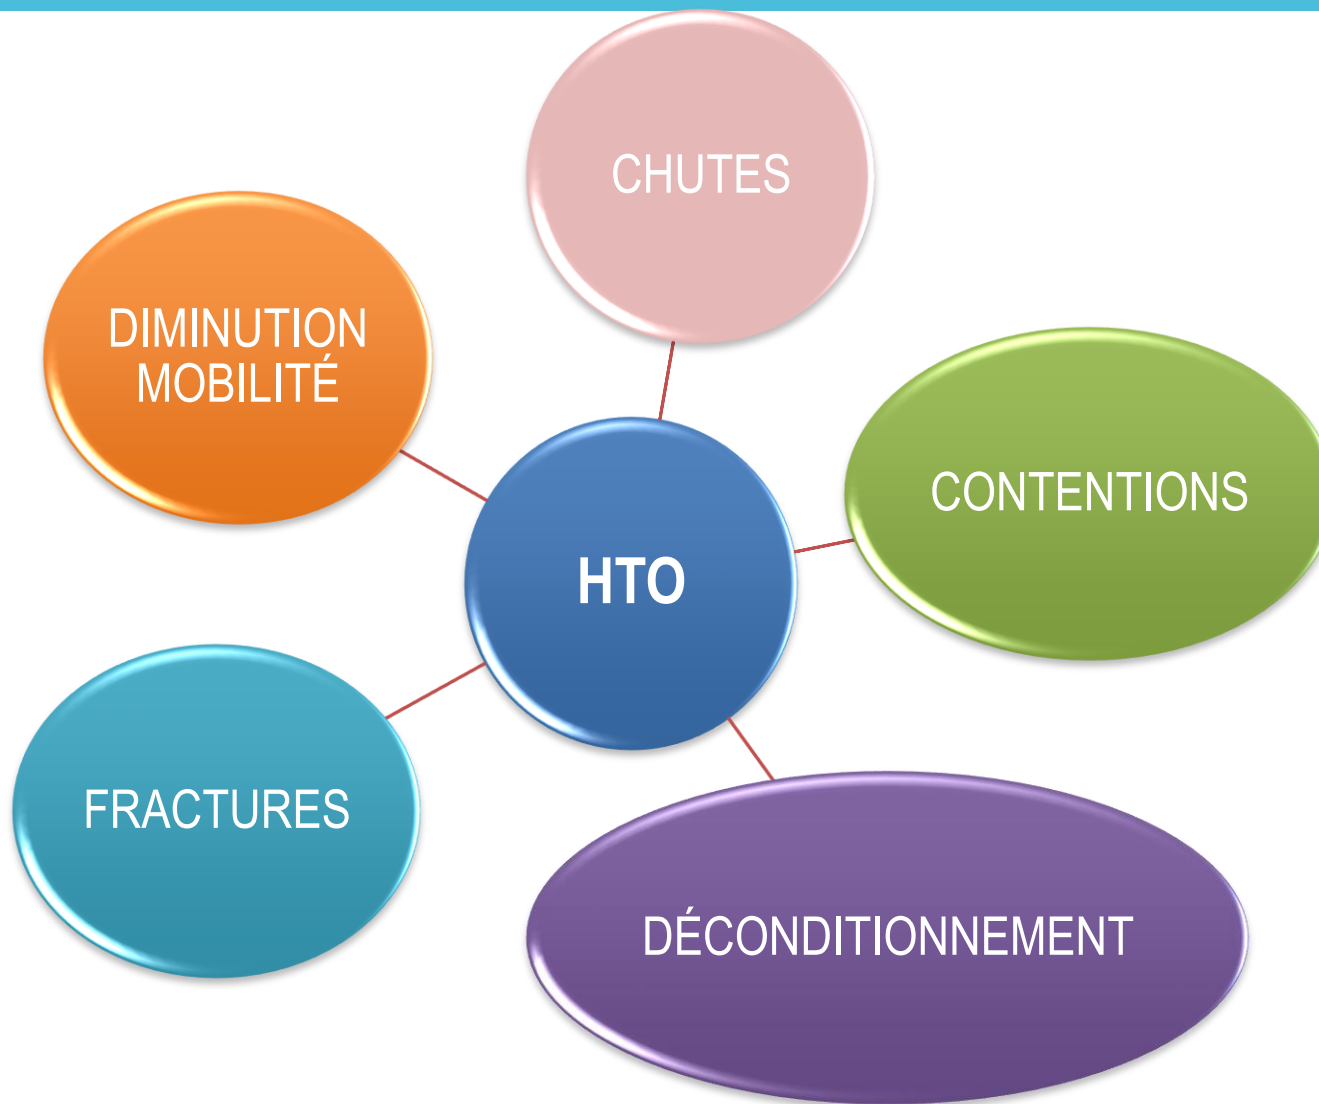 CHUTES
DIMINUTION
MOBILITÉ
CONTENTIONS
HTO
FRACTURES
DÉCONDITIONNEMENT